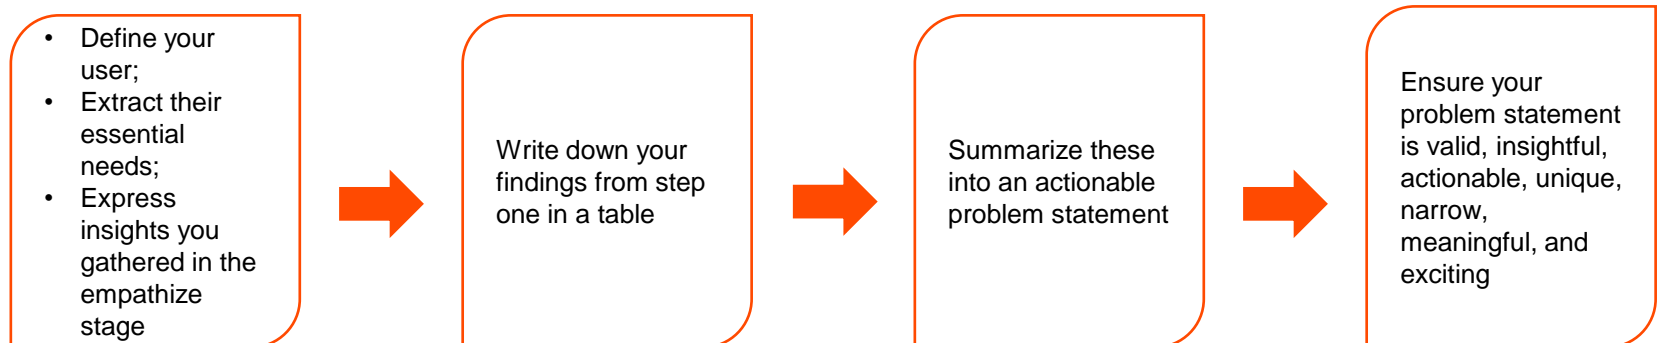 • Define your
user;
• Extract their
essential
needs;
• Express
insights you
gathered in the
empathize
stage
Write down your
findings from step
one in a table
Summarize these
into an actionable
problem statement
Ensure your
problem statement
is valid, insightful,
actionable, unique,
narrow,
meaningful, and
exciting